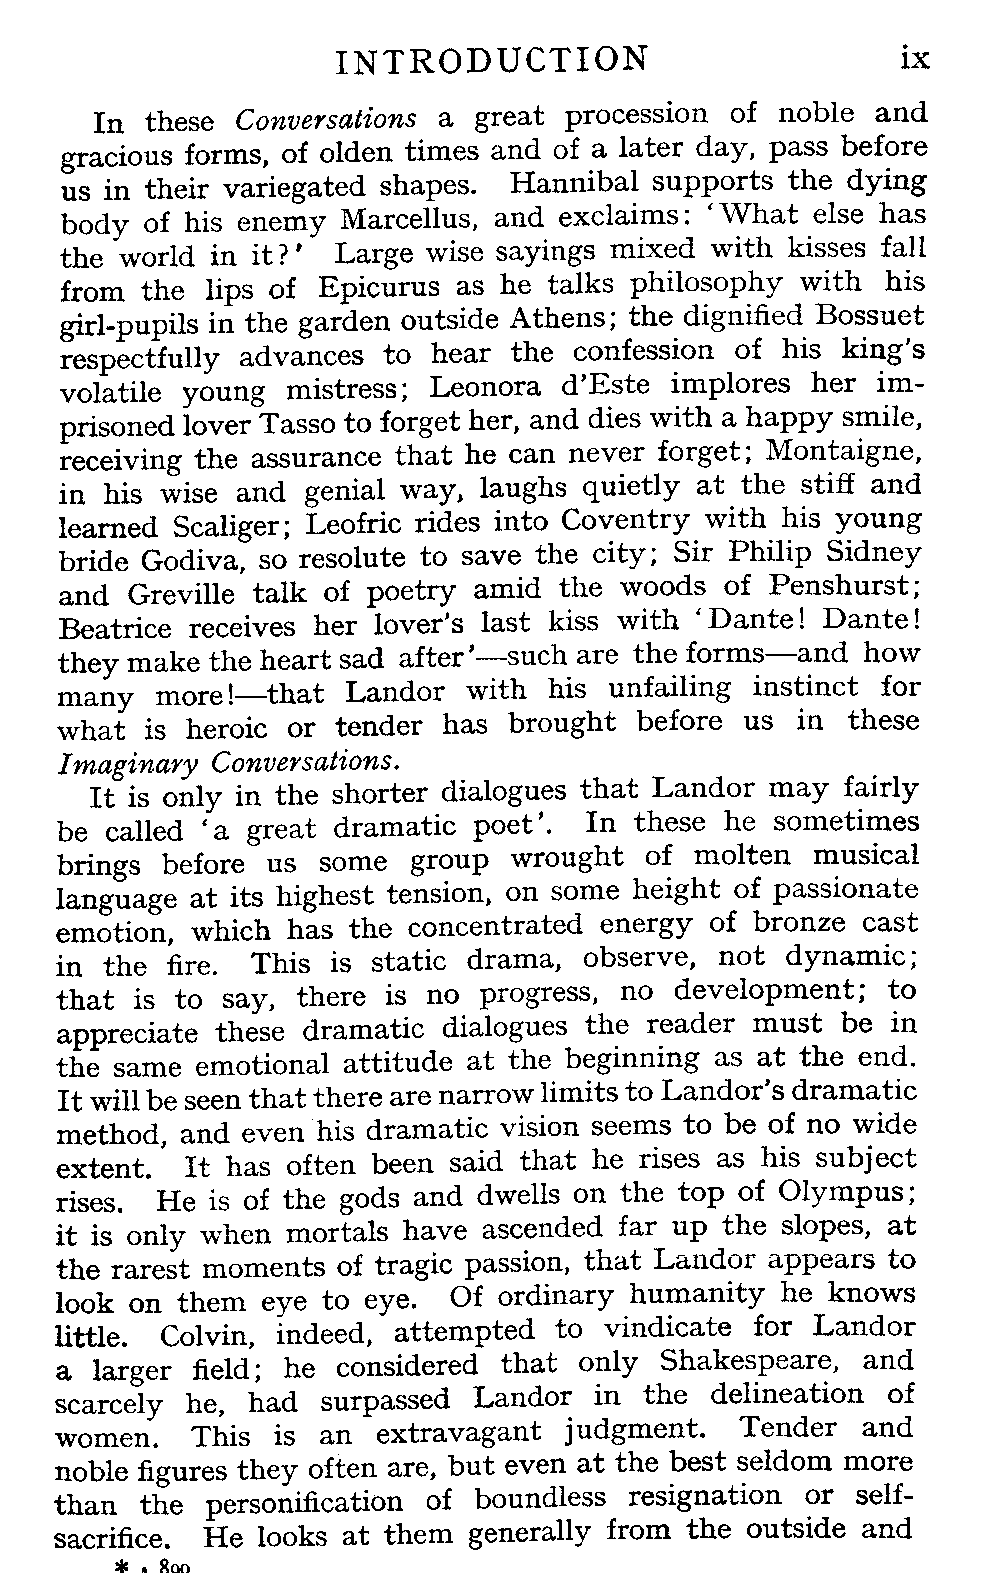 INTRODUCTION ix
In these Conversations a great procession of noble and
gracious forms, of olden times and of a later day, pass before
us in their variegated shapes. Hannibal supports the dying
body of his enemy Marcellus, and exclaims: ‘What else has
the world in it?’ Large wise sayings mixed with kisses fall
from the lips of Epicurus as he talks philosophy with his
girl-pupils in the garden outside Athens; the dignified Bossuet
respectfully advances to hear the confession of his king's
volatile young mistress; Leonora d'Este implores her im-
prisoned lover Tasso to forget her, and dies with a happy smile,
receiving the assurance that he can never forget; Montaigne,
in his wise and genial way, laughs quietly at the stiff and
learned Scaliger; Leofric rides into Coventry with his young
bride Godiva, so resolute to save the city; Sir Philip Sidney
and Greville talk of poetry amid the woods of Penshurst;
Beatrice receives her lover's last kiss with ‘Dante! Dante!
they make the heart sad after’—such are the forms—and how
many more!—that Landor with his unfailing instinct for
what is heroic or tender has brought before us in these
Imaginary Conversations.
It is only in the shorter dialogues that Landor may fairly
be called ‘a great dramatic poet’. In these he sometimes
brings before us some group wrought of molten musical
language at its highest tension, on some height of passionate
emotion, which has the concentrated energy of bronze cast
in the fire. This is static drama, observe, not dynamic;
that is to say, there is no progress, no development; to
appreciate these dramatic dialogues the reader must be in
the same emotional attitude at the beginning as at the end.
It will be seen that there are narrow limits to Landor's dramatic
method, and even his dramatic vision seems to be of no wide
extent. It has often been said that he rises as his subject
rises. He is of the gods and dwells on the top of Olympus;
it is only when mortals have ascended far up the slopes, at
the rarest moments of tragic passion, that Landor appears to
look on them eye to eye. Of ordinary humanity he knows
little. Colvin, indeed, attempted to vindicate for Landor
a larger field; he considered that only Shakespeare, and
scarcely he, had surpassed Landor in the delineation of
women. This is an extravagant judgment. Tender and
noble figures they often are, but even at the best seldom more
than the personification of boundless resignation or self-
sacrifice. He looks at them generally from the outside and
* 890